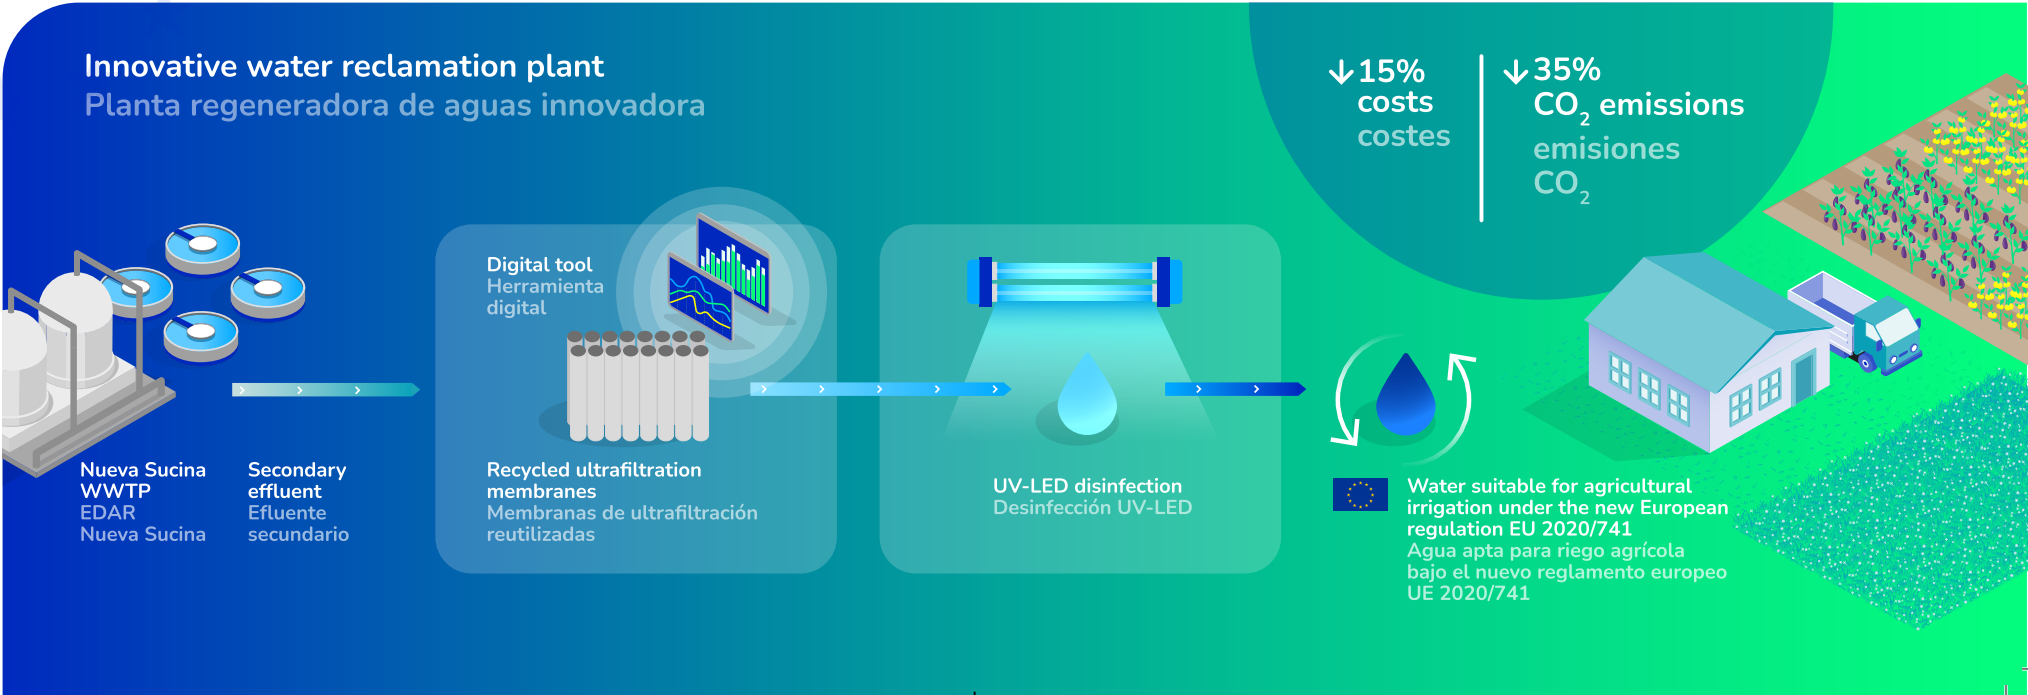 Innovative water reclamation plant
Planta regeneradora de aguas innovadora
15%
costs
costes
35%
CO2 emissions
emisiones
CO2
Digital tool
Herramienta
digital
Nueva Sucina
WWTP
EDAR
Nueva Sucina
Secondary
effluent
Efluente
secundario
Recycled ultrafiltration
membranes
Membranas de ultrafiltración
reutilizadas
UV-LED disinfection
Desinfección UV-LED
Water suitable for agricultural
irrigation under the new European
regulation EU 2020/741
Agua apta para riego agrícola
bajo el nuevo reglamento europeo
UE 2020/741